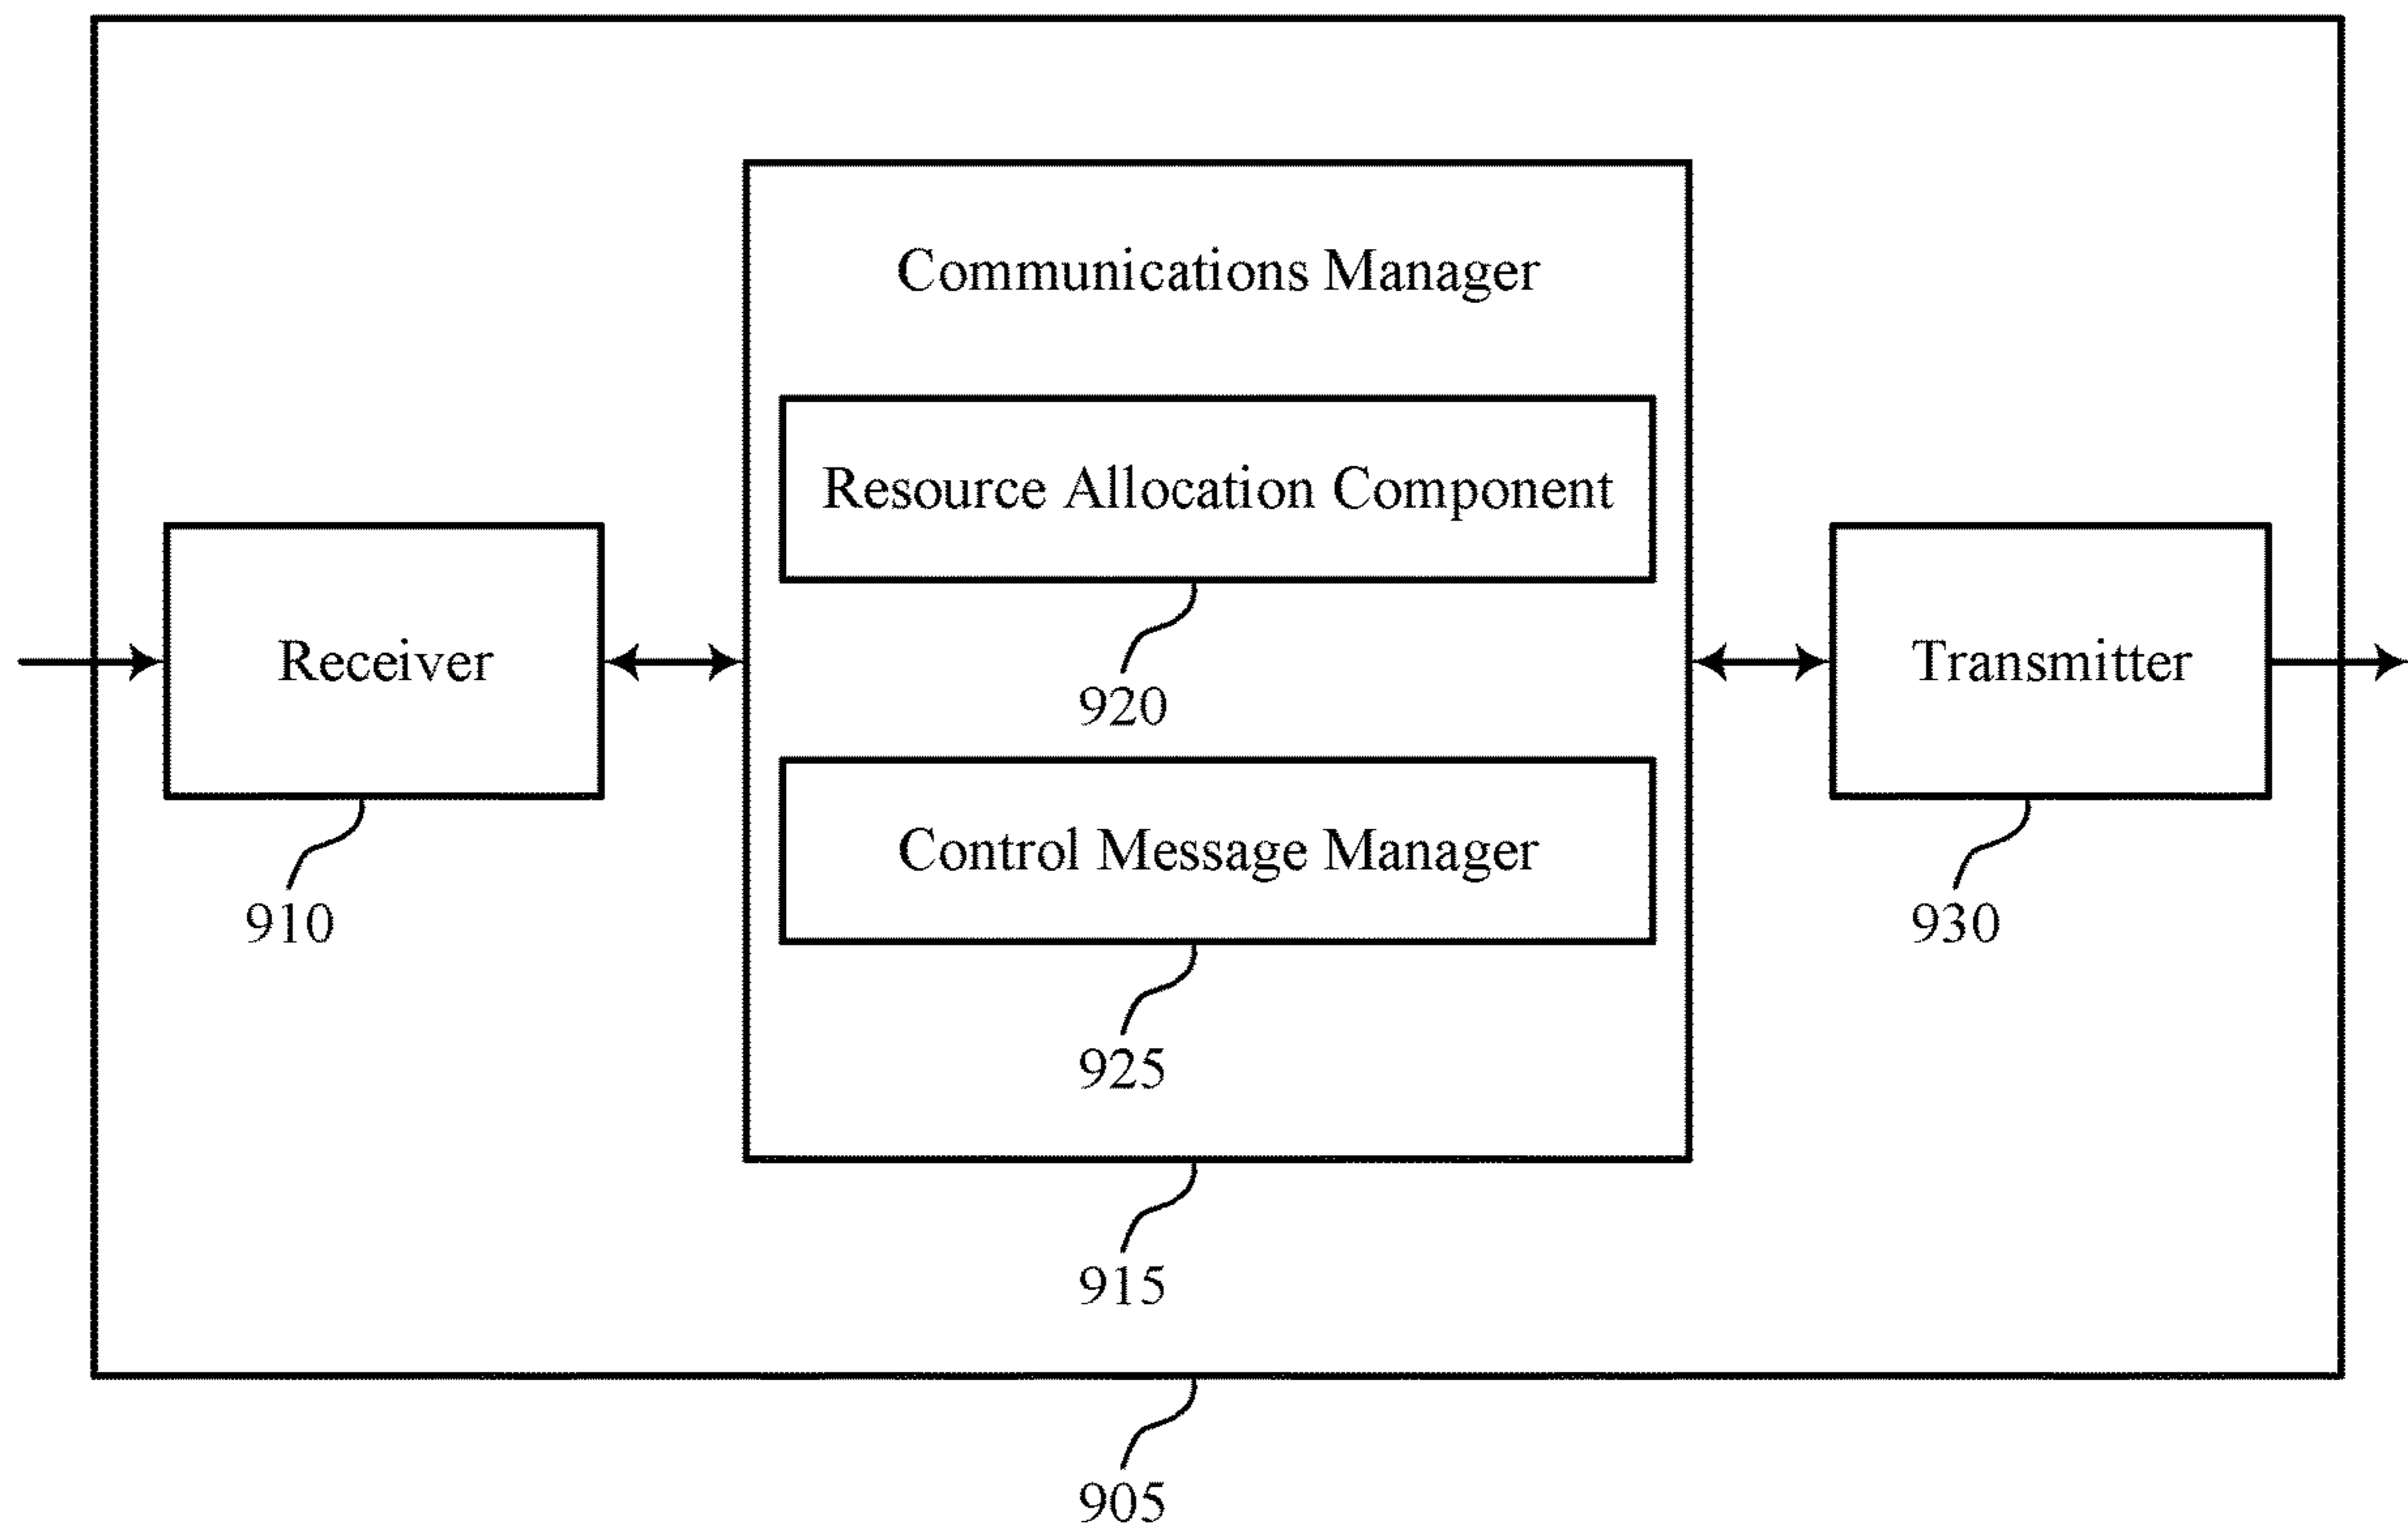 Communications Manager
Resource Allocation Component
920
Receiver
910
Transmitter
930
Control Message Manager
925
915
905